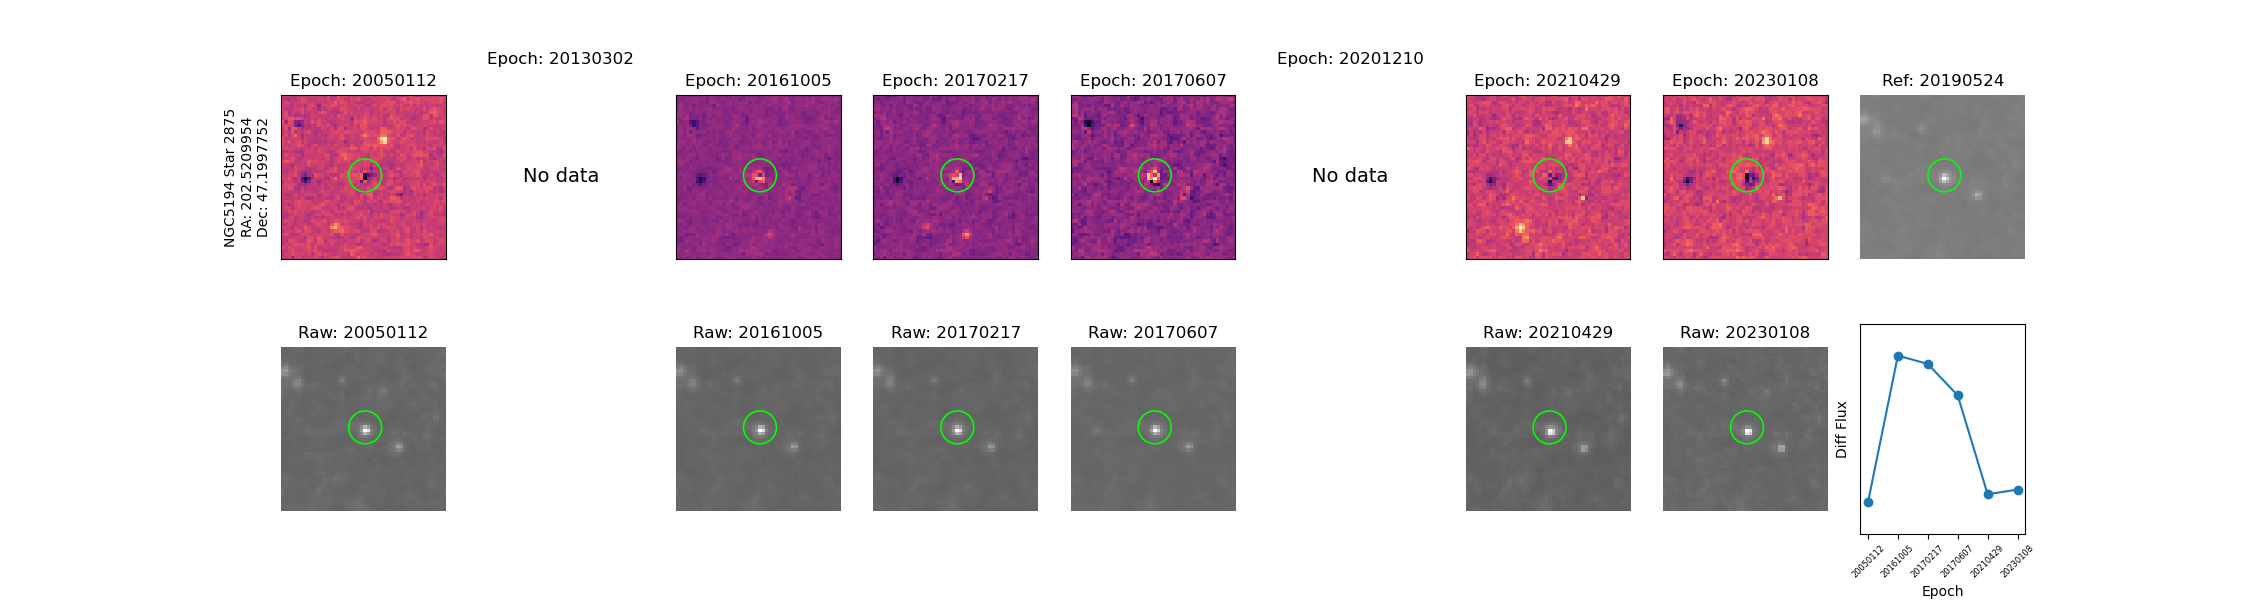 Epoch: 20130302
Epoch: 20201210
Epoch: 20050112
Epoch: 20161005
Epoch: 20170217
Epoch: 20170607
Epoch: 20210429
Epoch: 20230108
Ref: 20190524
NGC5194 Star 2875
RA: 202.5209954
Dec: 47.1997752
No data
No data
Raw: 20050112
Raw: 20161005
Raw: 20170217
Raw: 20170607
Raw: 20210429
Raw: 20230108
Diff Flux
20050112
20161005
20170217
20170607
20210429
20230108
Epoch